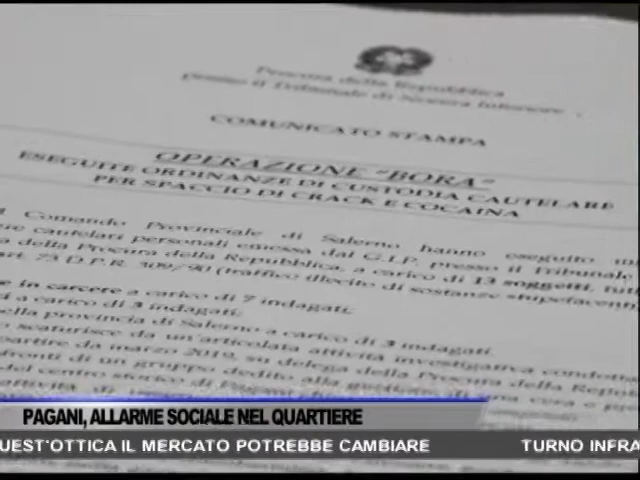 Procura della Repubblica
presso il Tribunale di Nocera Inferiore
COMUNICATO STAMPA
OPERAZIONE "BORA"
ESEGUITE ORDINANZE DI CUSTODIA CAUTELARE
PER SPACCIO DI CRACK E COCAINA
Comando Provinciale di Salerno hanno eseguito
cautelari personali emessa dal G.I.P. presso il Tribunale
della Procura della Repubblica, a carico di 13 soggetti,
art. 73 D.P.R. 309/90 (traffico illecito di sostanze stupefacenti
in carcere a carico di 7 indagati
a carico di 3 indagati;
nella provincia di Salerno a carico di 3 indagati.
scaturisce da un'articolata attività investigativa condotta
partire da marzo 2019, su delega della Procura della
di un gruppo dedito alla
del centro storico di Pagani
PAGANI, ALLARME SOCIALE NEL QUARTIERE
QUEST'OTTICA IL MERCATO POTREBBE CAMBIARE TURNO INFRA